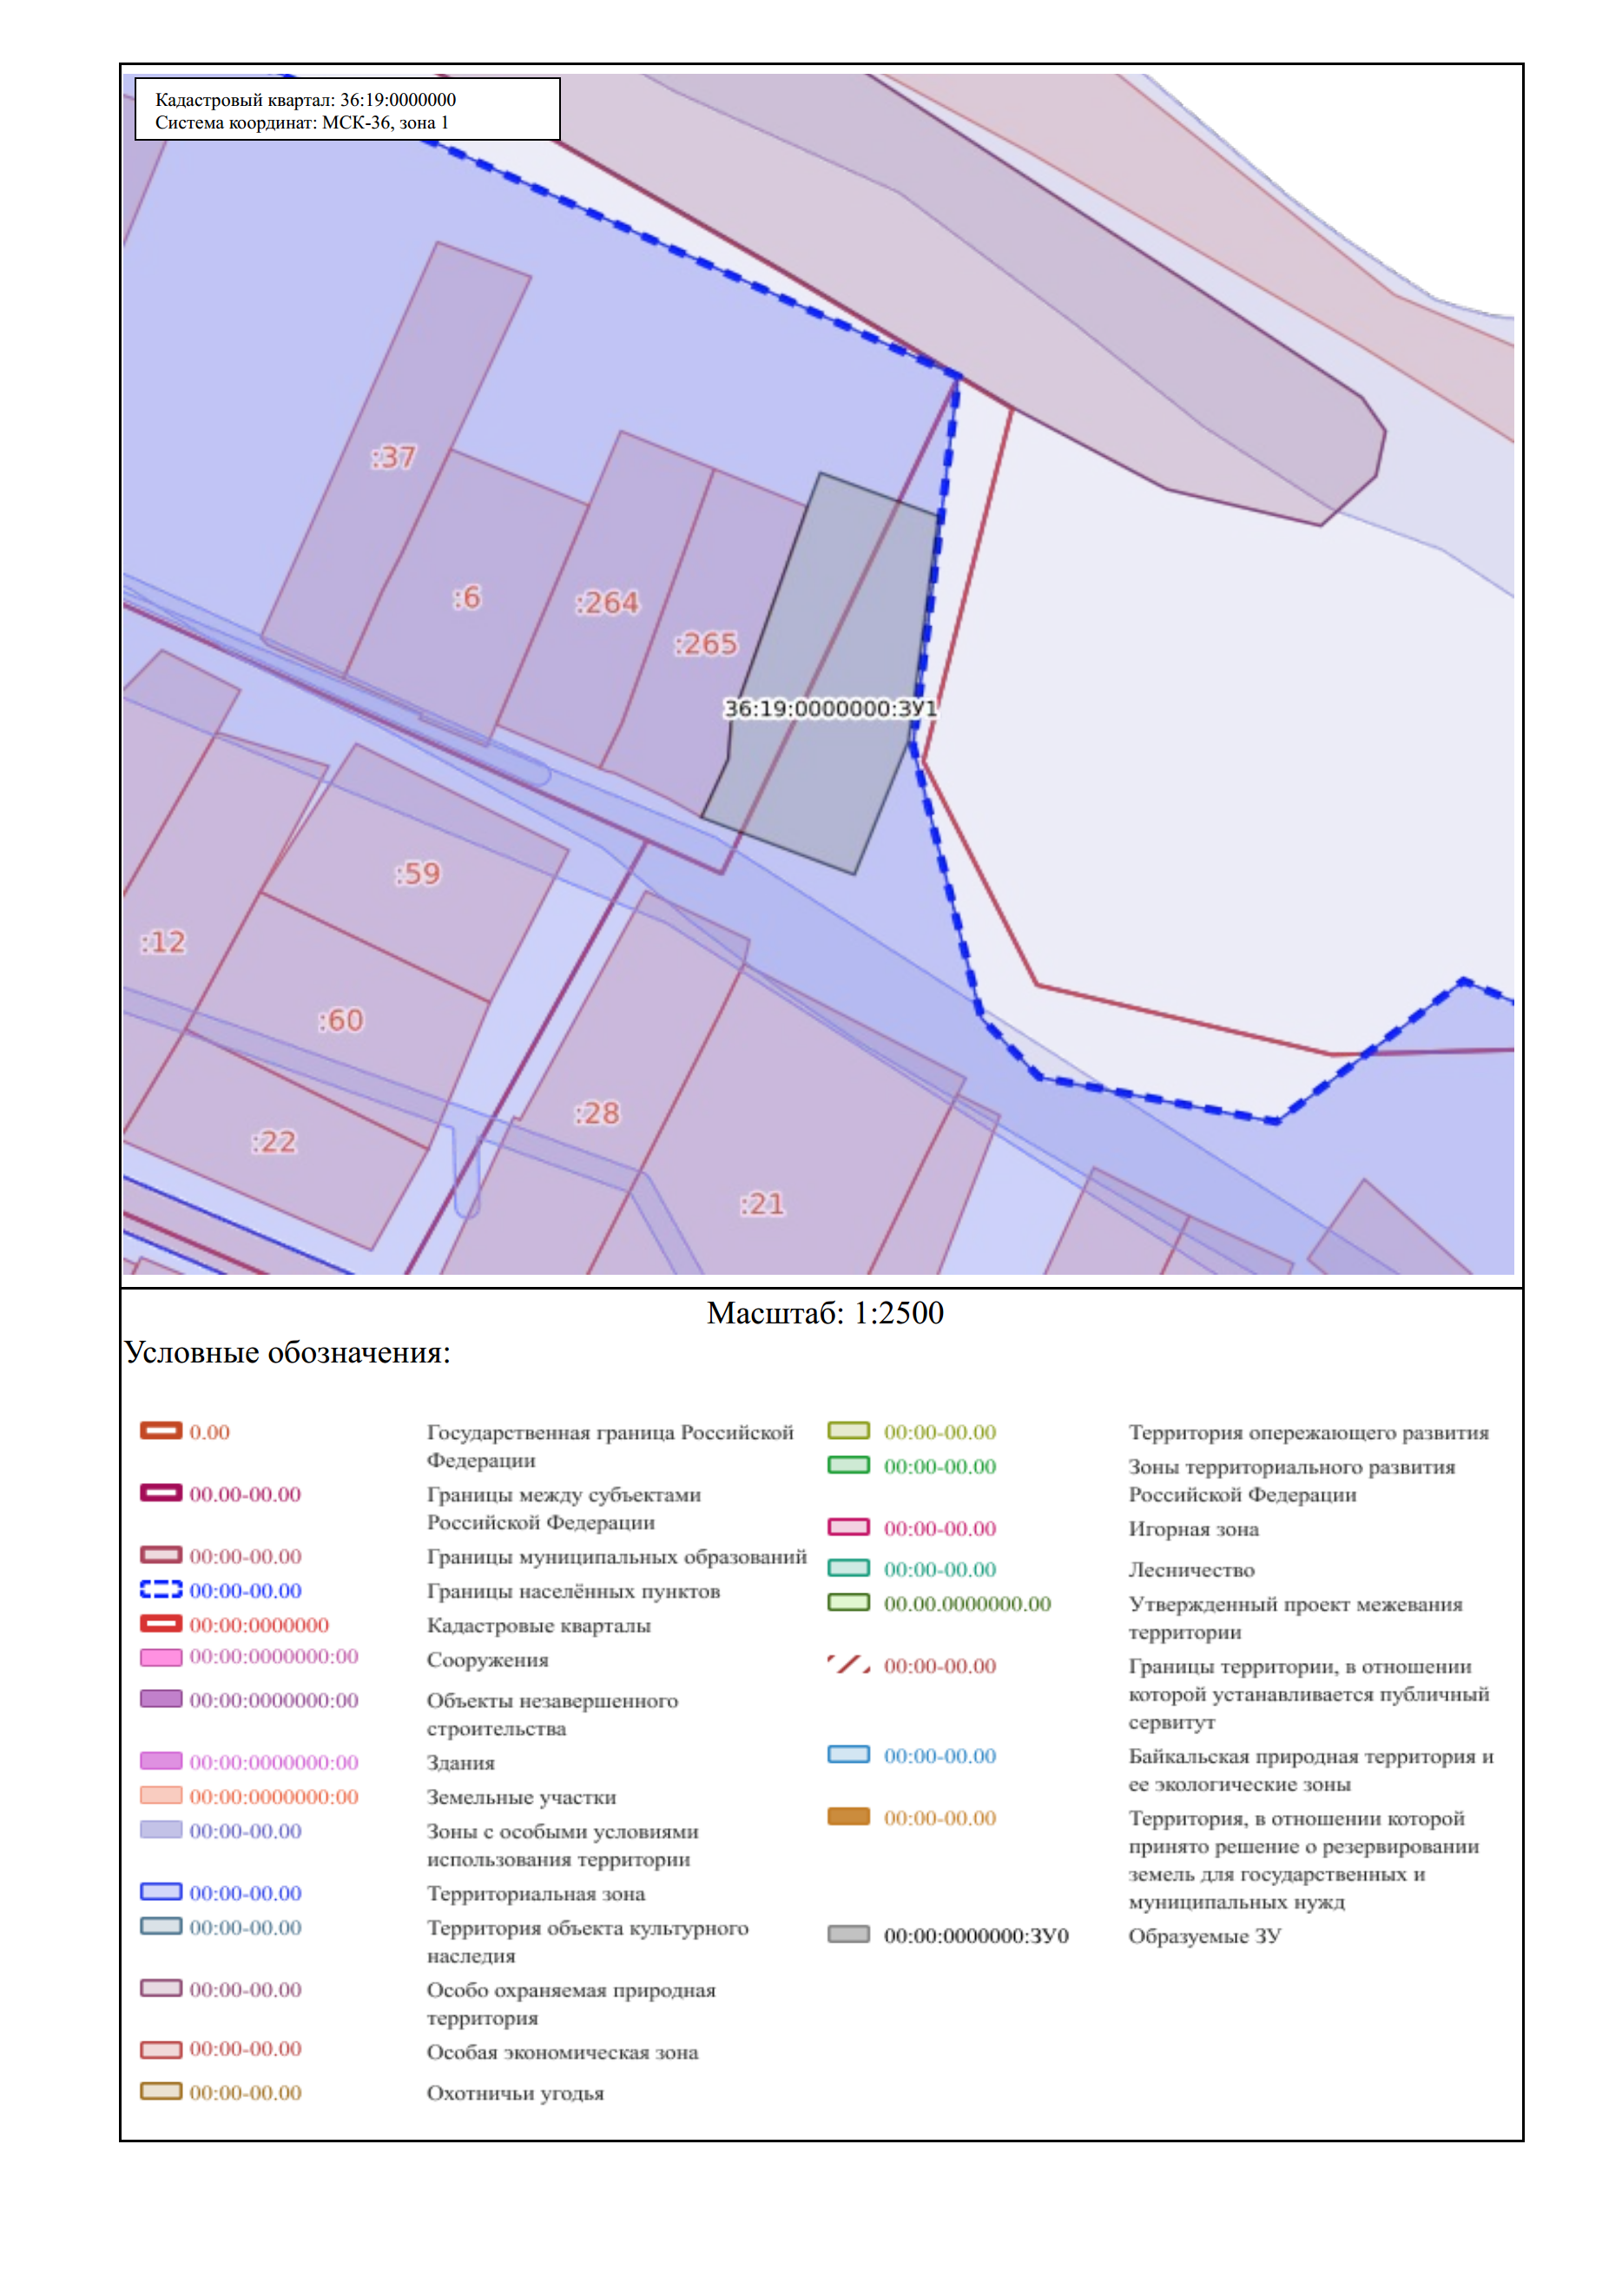 Кадастровый квартал: 36:19:0000000
Система координат: МСК-36, зона 1
:37
:6
:264
:265
36:19:0000000:ЗУ1
:59
:12
:60
:28
:22
:21
Масштаб: 1:2500
Условные обозначения:
0.00 Государственная граница Российской
Федерации
00.00-00.00 Границы между субъектами
Российской Федерации
00:00-00.00 Границы муниципальных образований
00:00-00.00 Границы населённых пунктов
00:00:0000000 Кадастровые кварталы
00:00:0000000:00 Сооружения
00:00:0000000:00 Объекты незавершенного
строительства
00:00:0000000:00 Здания
00:00:0000000:00 Земельные участки
00:00-00.00 Зоны с особыми условиями
использования территории
00:00-00.00 Территориальная зона
00:00-00.00 Территория объекта культурного
наследия
00:00-00.00 Особо охраняемая природная
территория
00:00-00.00 Особая экономическая зона
00:00-00.00 Охотничьи угодья
00:00-00.00 Территория опережающего развития
00:00-00.00 Зоны территориального развития
Российской Федерации
00:00-00.00 Игорная зона
00:00-00.00 Лесничество
00.00.0000000.00 Утвержденный проект межевания
территории
00:00-00.00 Границы территории, в отношении
которой устанавливается публичный
сервитут
00:00-00.00 Байкальская природная территория и
ее экологические зоны
00:00-00.00 Территория, в отношении которой
принято решение о резервировании
земель для государственных и
муниципальных нужд
00:00:0000000:ЗУ0 Образуемые ЗУ